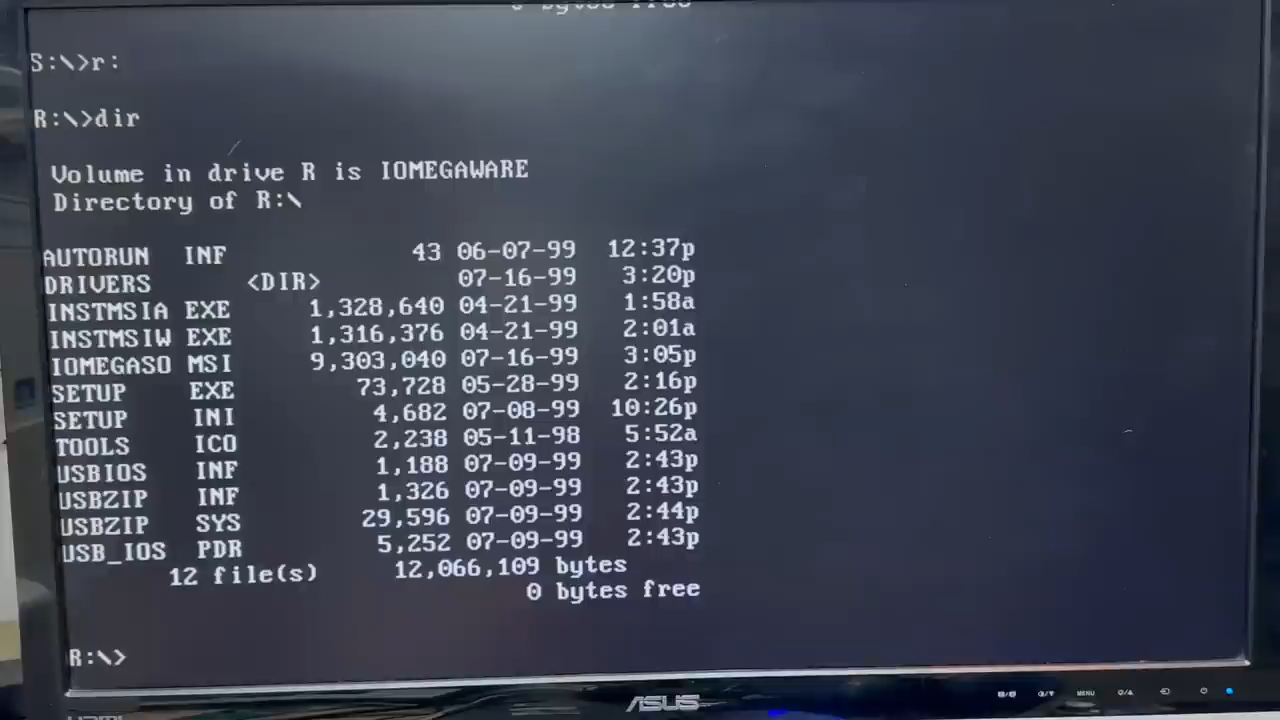 0 bytes free
S:\>r:
R:\>dir
Volume in drive R is IOMEGAWARE
Directory of R:\
AUTORUN INF 43 06-07-99 12:37p
DRIVERS <DIR> 07-16-99 3:20p
INSTMSIA EXE 1,328,640 04-21-99 1:58a
INSTMSIW EXE 1,316,376 04-21-99 2:01a
IOMEGASO MSI 9,303,040 07-16-99 3:05p
SETUP EXE 73,728 05-28-99 2:16p
SETUP INI 4,682 07-08-99 10:26p
TOOLS ICO 2,238 05-11-98 5:52a
USBIOS INF 1,188 07-09-99 2:43p
USBZIP INF 1,326 07-09-99 2:43p
USBZIP SYS 29,596 07-09-99 2:44p
USB_IOS PDR 5,252 07-09-99 2:43p
12 file(s) 12,066,109 bytes
0 bytes free
R:\>
ASUS
MENU
HDMI